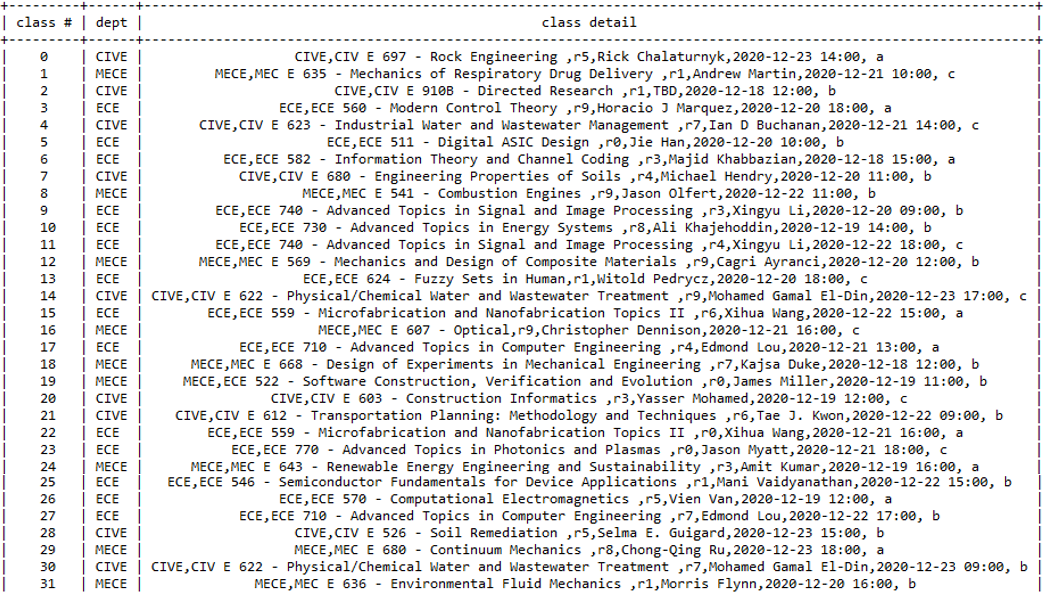 +---------+------+---------------------------------------------------------------------------------------------------------------+
| class # | dept | class detail |
+---------+------+---------------------------------------------------------------------------------------------------------------+
| 0 | CIVE | CIVE,CIV E 697 - Rock Engineering ,r5,Rick Chalaturnyk,2020-12-23 14:00, a
| 1 | MECE | MECE,MEC E 635 - Mechanics of Respiratory Drug Delivery ,r1,Andrew Martin,2020-12-21 10:00, c |
| 2 | CIVE | CIVE,CIV E 910B - Directed Research ,r1,TBD,2020-12-18 12:00, b |
| 3 | ECE | ECE,ECE 560 - Modern Control Theory ,r9,Horacio J Marquez,2020-12-20 18:00, a |
| 4 | CIVE | CIVE,CIV E 623 - Industrial Water and Wastewater Management ,r7,Ian D Buchanan,2020-12-21 14:00, c |
| 5 | ECE | ECE,ECE 511 - Digital ASIC Design ,r0,Jie Han,2020-12-20 10:00, b |
| 6 | ECE | ECE,ECE 582 - Information Theory and Channel Coding ,r3,Majid Khabbazian,2020-12-18 15:00, a |
| 7 | CIVE | CIVE,CIV E 680 - Engineering Properties of Soils ,r4,Michael Hendry,2020-12-20 11:00, b |
| 8 | MECE | MECE,MEC E 541 - Combustion Engines ,r9,Jason Olfert,2020-12-22 11:00, b |
| 9 | ECE | ECE,ECE 740 - Advanced Topics in Signal and Image Processing ,r3,Xingyu Li,2020-12-20 09:00, b |
| 10 | ECE | ECE,ECE 730 - Advanced Topics in Energy Systems ,r8,Ali Khajehoddin,2020-12-19 14:00, b |
| 11 | ECE | ECE,ECE 740 - Advanced Topics in Signal and Image Processing ,r4,Xingyu Li,2020-12-22 18:00, c |
| 12 | MECE | MECE,MEC E 569 - Mechanics and Design of Composite Materials ,r9,Cagri Ayranci,2020-12-20 12:00, b |
| 13 | ECE | ECE,ECE 624 - Fuzzy Sets in Human,r1,Witold Pedrycz,2020-12-20 18:00, c |
| 14 | CIVE | CIVE,CIV E 622 - Physical/Chemical Water and Wastewater Treatment ,r9,Mohamed Gamal El-Din,2020-12-23 17:00, c |
| 15 | ECE | ECE,ECE 559 - Microfabrication and Nanofabrication Topics II ,r6,Xihua Wang,2020-12-22 15:00, a |
| 16 | MECE | MECE,MEC E 607 - Optical,r9,Christopher Dennison,2020-12-21 16:00, c |
| 17 | ECE | ECE,ECE 710 - Advanced Topics in Computer Engineering ,r4,Edmond Lou,2020-12-21 13:00, a |
| 18 | MECE | MECE,MEC E 668 - Design of Experiments in Mechanical Engineering ,r7,Kajsa Duke,2020-12-18 12:00, b |
| 19 | MECE | MECE,ECE 522 - Software Construction, Verification and Evolution ,r0,James Miller,2020-12-19 11:00, b |
| 20 | CIVE | CIVE,CIV E 603 - Construction Informatics ,r3,Yasser Mohamed,2020-12-19 12:00, c |
| 21 | CIVE | CIVE,CIV E 612 - Transportation Planning: Methodology and Techniques ,r6,Tae J. Kwon,2020-12-22 09:00, b |
| 22 | ECE | ECE,ECE 559 - Microfabrication and Nanofabrication Topics II ,r0,Xihua Wang,2020-12-21 16:00, a |
| 23 | ECE | ECE,ECE 770 - Advanced Topics in Photonics and Plasmas ,r0,Jason Myatt,2020-12-21 18:00, c |
| 24 | MECE | MECE,MEC E 643 - Renewable Energy Engineering and Sustainability ,r3,Amit Kumar,2020-12-19 16:00, a |
| 25 | ECE | ECE,ECE 546 - Semiconductor Fundamentals for Device Applications ,r1,Mani Vaidyanathan,2020-12-22 15:00, b |
| 26 | ECE | ECE,ECE 570 - Computational Electromagnetics ,r5,Vien Van,2020-12-19 12:00, a |
| 27 | ECE | ECE,ECE 710 - Advanced Topics in Computer Engineering ,r7,Edmond Lou,2020-12-22 17:00, b |
| 28 | CIVE | CIVE,CIV E 526 - Soil Remediation ,r5,Selma E. Guigard,2020-12-23 15:00, b |
| 29 | MECE | MECE,MEC E 680 - Continuum Mechanics ,r8,Chong-Qing Ru,2020-12-23 18:00, a |
| 30 | CIVE | CIVE,CIV E 622 - Physical/Chemical Water and Wastewater Treatment ,r7,Mohamed Gamal El-Din,2020-12-23 09:00, b |
| 31 | MECE | MECE,MEC E 636 - Environmental Fluid Mechanics ,r1,Morris Flynn,2020-12-20 16:00, b |